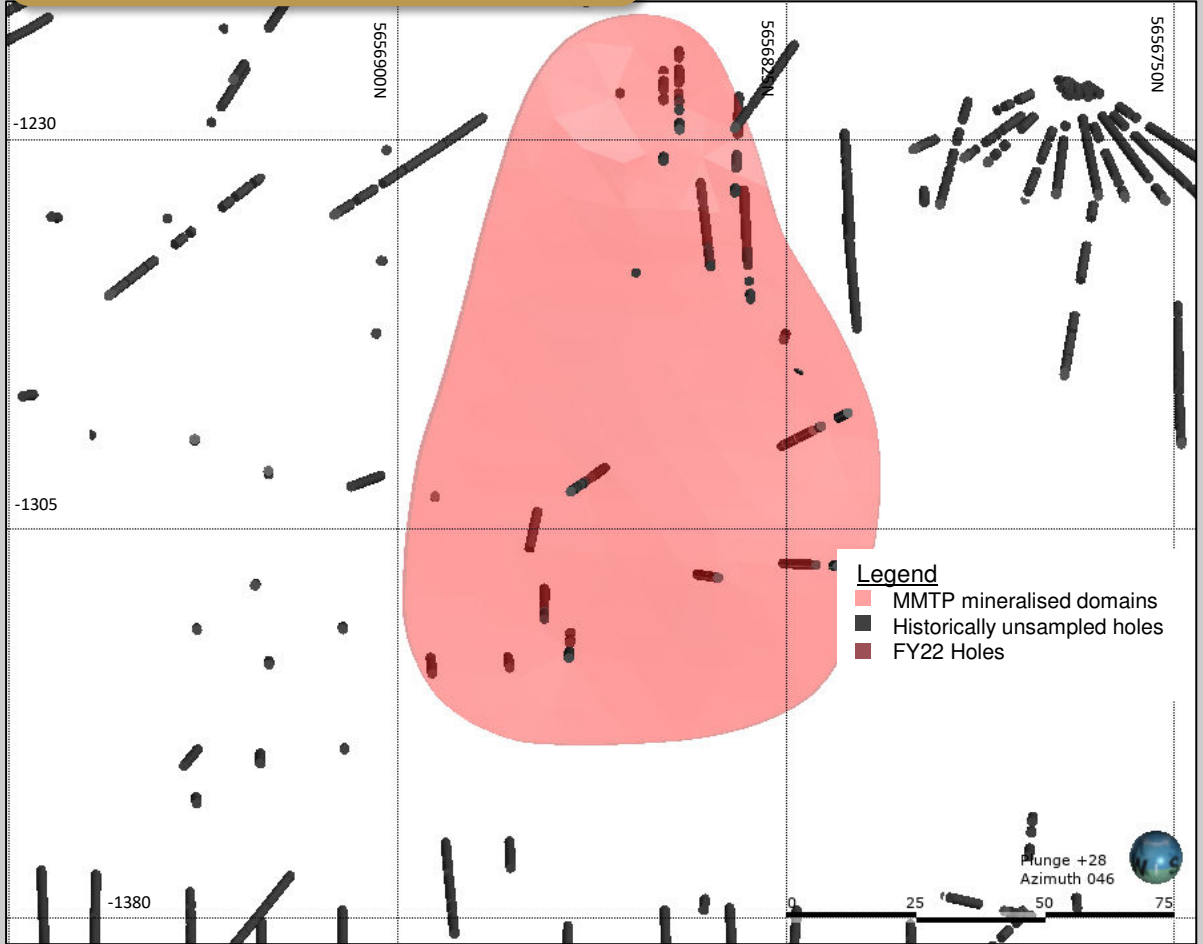 5656900N
5656825N
5656750N
-1230
-1305
Legend
MMTP mineralised domains
Historically unsampled holes
FY22 Holes
Plunge +28
Azimuth 046
W S
-1380
0 25 50 75